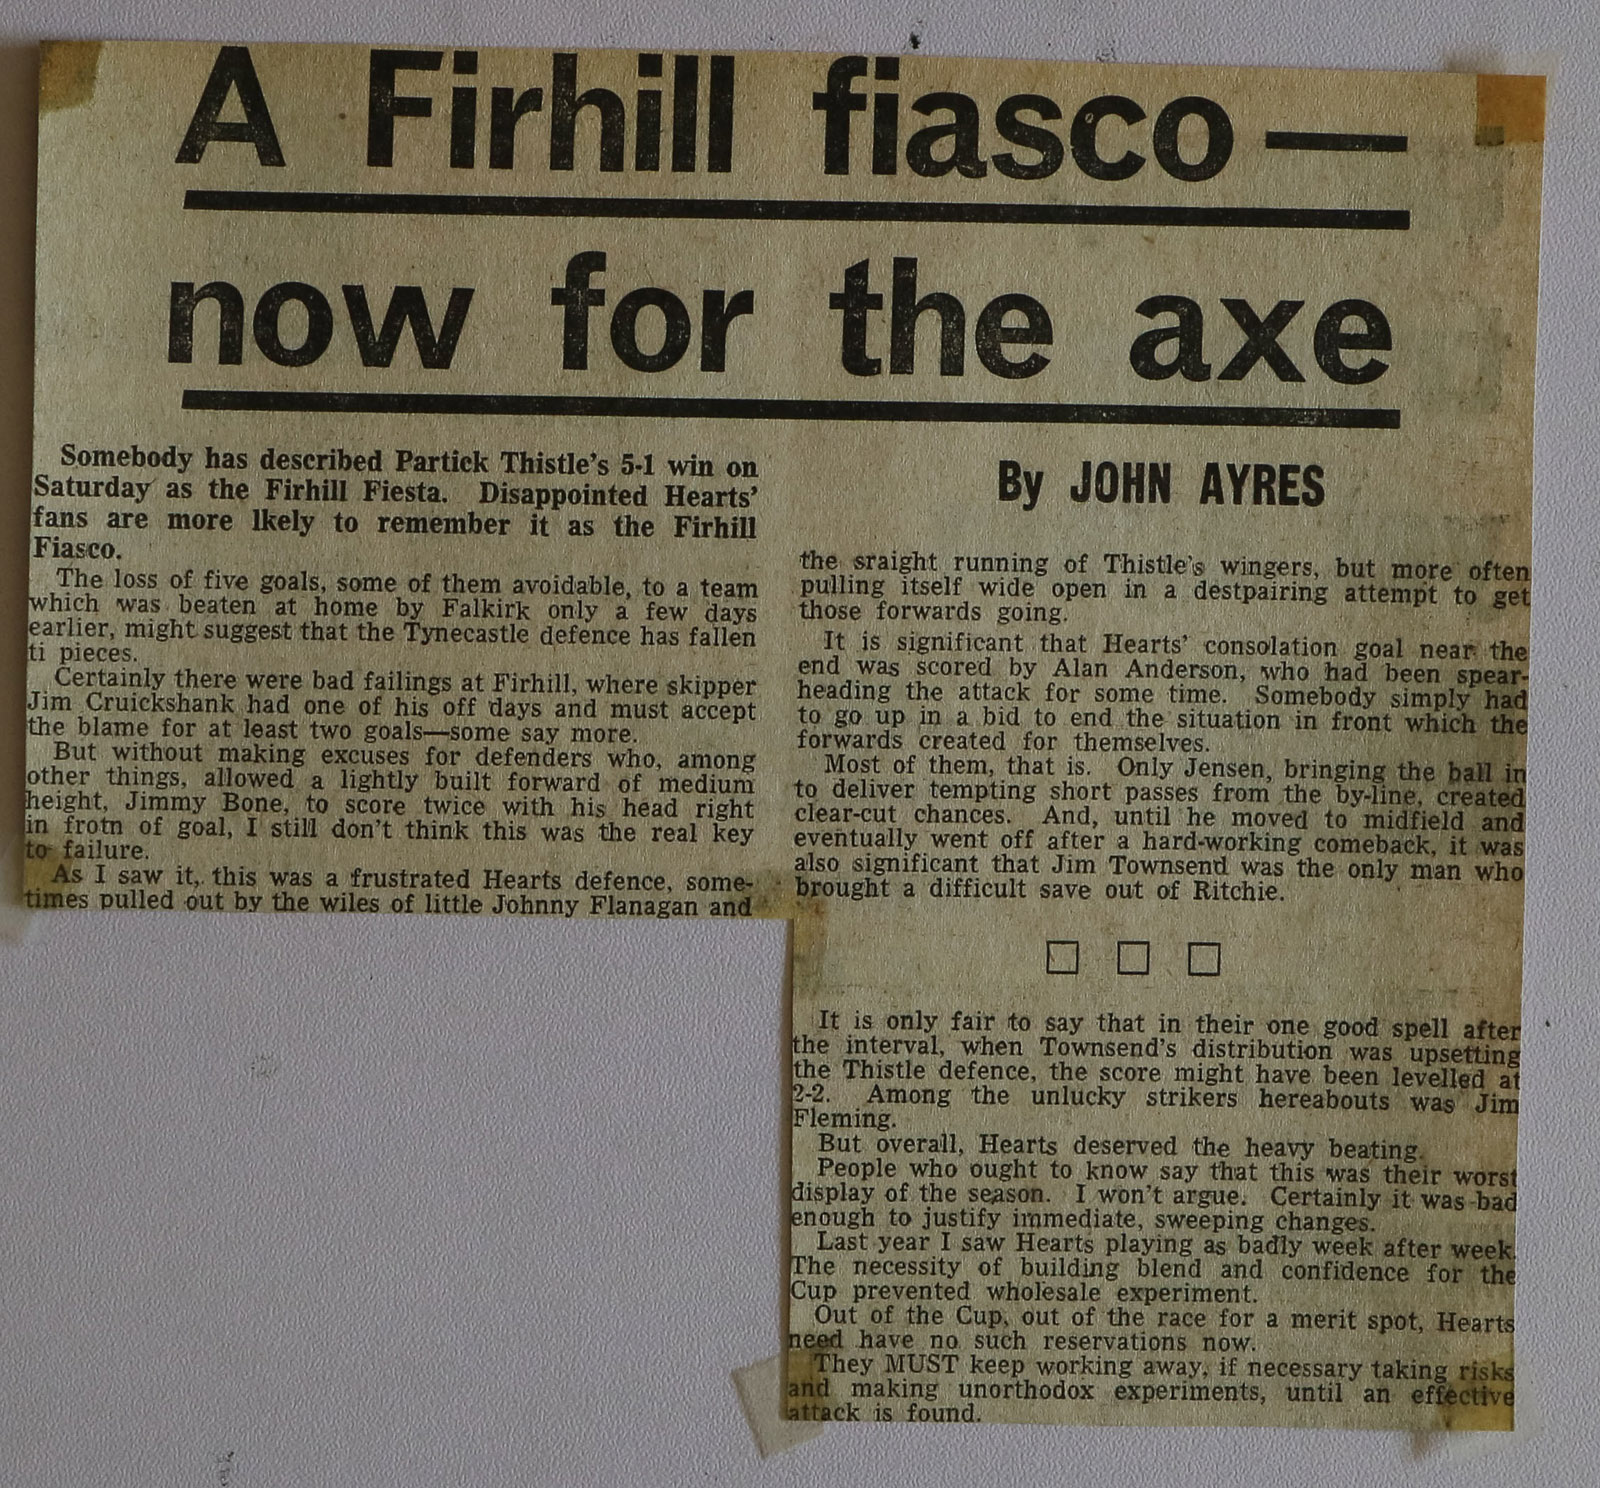 A Firhill fiasco —
now for the axe
Somebody has described Partick Thistle's 5-1 win on
Saturday as the Firhill Fiesta. Disappointed Hearts'
fans are more lkely to remember it as the Firhill
Fiasco.
The loss of five goals, some of them avoidable, to a team
which was beaten at home by Falkirk only a few days
earlier, might suggest that the Tynecastle defence has fallen
ti pieces.
Certainly there were bad failings at Firhill, where skipper
Jim Cruickshank had one of his off days and must accept
the blame for at least two goals—some say more.
But without making excuses for defenders who, among
other things, allowed a lightly built forward of medium
height, Jimmy Bone, to score twice with his head right
in frotn of goal, I still don't think this was the real key
to failure.
As I saw it, this was a frustrated Hearts defence, some-
times pulled out by the wiles of little Johnny Flanagan and
By JOHN AYRES
the sraight running of Thistle's wingers, but more often
pulling itself wide open in a destpairing attempt to get
those forwards going.
It is significant that Hearts' consolation goal near the
end was scored by Alan Anderson, who had been spear-
heading the attack for some time. Somebody simply had
to go up in a bid to end the situation in front which the
forwards created for themselves.
Most of them, that is. Only Jensen, bringing the ball in
to deliver tempting short passes from the by-line, created
clear-cut chances. And, until he moved to midfield and
eventually went off after a hard-working comeback, it was
also significant that Jim Townsend was the only man who
brought a difficult save out of Ritchie.
□ □ □
It is only fair to say that in their one good spell after
the interval, when Townsend's distribution was upsetting
the Thistle defence, the score might have been levelled at
2-2. Among the unlucky strikers hereabouts was Jim
Fleming.
But overall, Hearts deserved the heavy beating.
People who ought to know say that this was their worst
display of the season. I won't argue. Certainly it was bad
enough to justify immediate, sweeping changes.
Last year I saw Hearts playing as badly week after week.
The necessity of building blend and confidence for the
Cup prevented wholesale experiment.
Out of the Cup, out of the race for a merit spot, Hearts
need have no such reservations now.
They MUST keep working away, if necessary taking risks
and making unorthodox experiments, until an effective
attack is found.